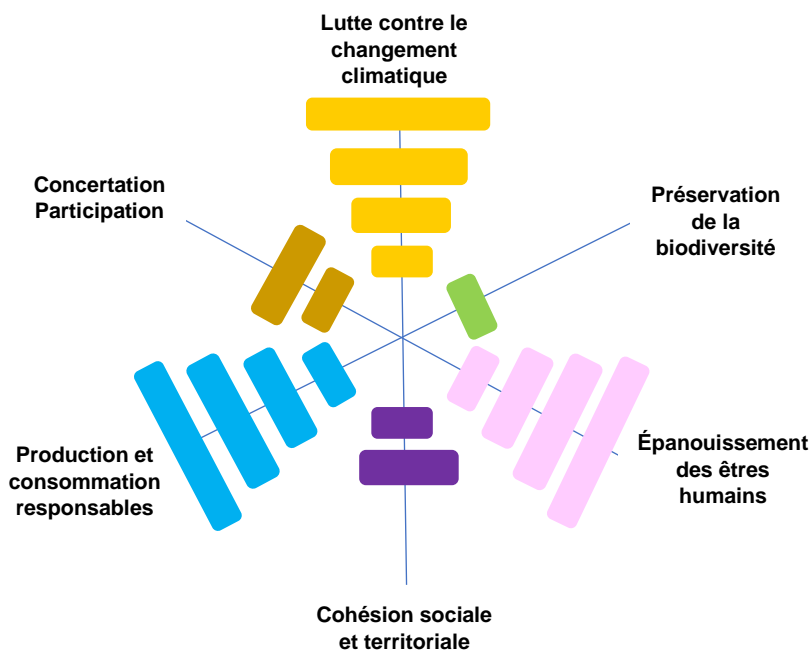 Lutte contre le
changement
climatique
Concertation
Participation
Préservation
de la
biodiversité
Production et
consommation
responsables
Épanouissement
des êtres
humains
Cohésion sociale
et territoriale